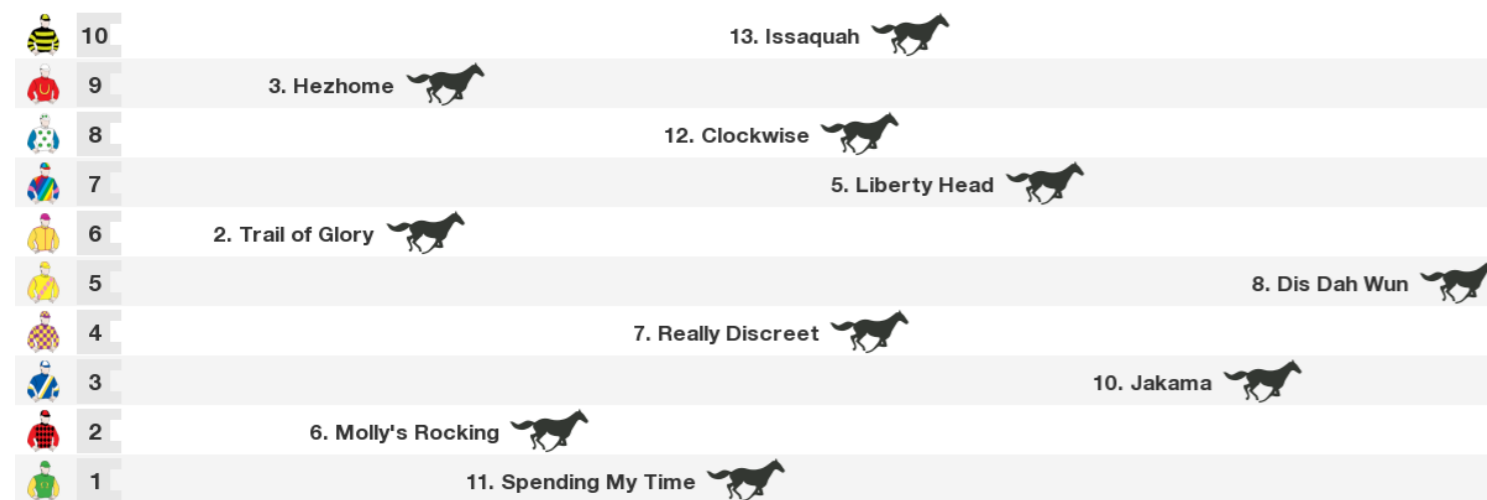 10 13. Issaquah
9 3. Hezhome
8 12. Clockwise
7 5. Liberty Head
6 2. Trail of Glory
5 8. Dis Dah Wun
4 7. Really Discreet
3 10. Jakama
2 6. Molly's Rocking
1 11. Spending My Time